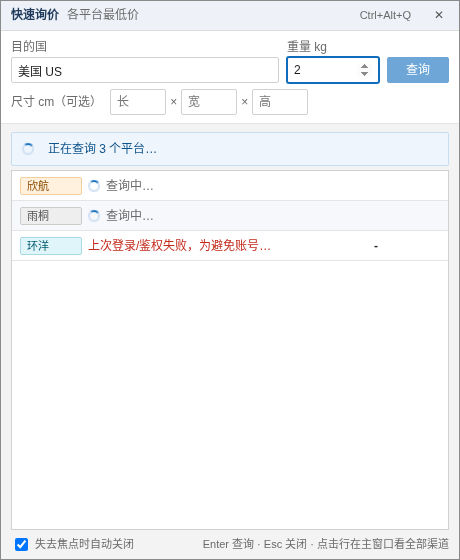 快速询价 各平台最低价 Ctrl+Alt+Q ✕
目的国 重量 kg
美国 US 2 查询
尺寸 cm（可选） 长 × 宽 × 高
正在查询 3 个平台…
欣航 查询中…
雨桐 查询中…
环洋 上次登录/鉴权失败，为避免账号… -
失去焦点时自动关闭 Enter 查询 · Esc 关闭 · 点击行在主窗口看全部渠道